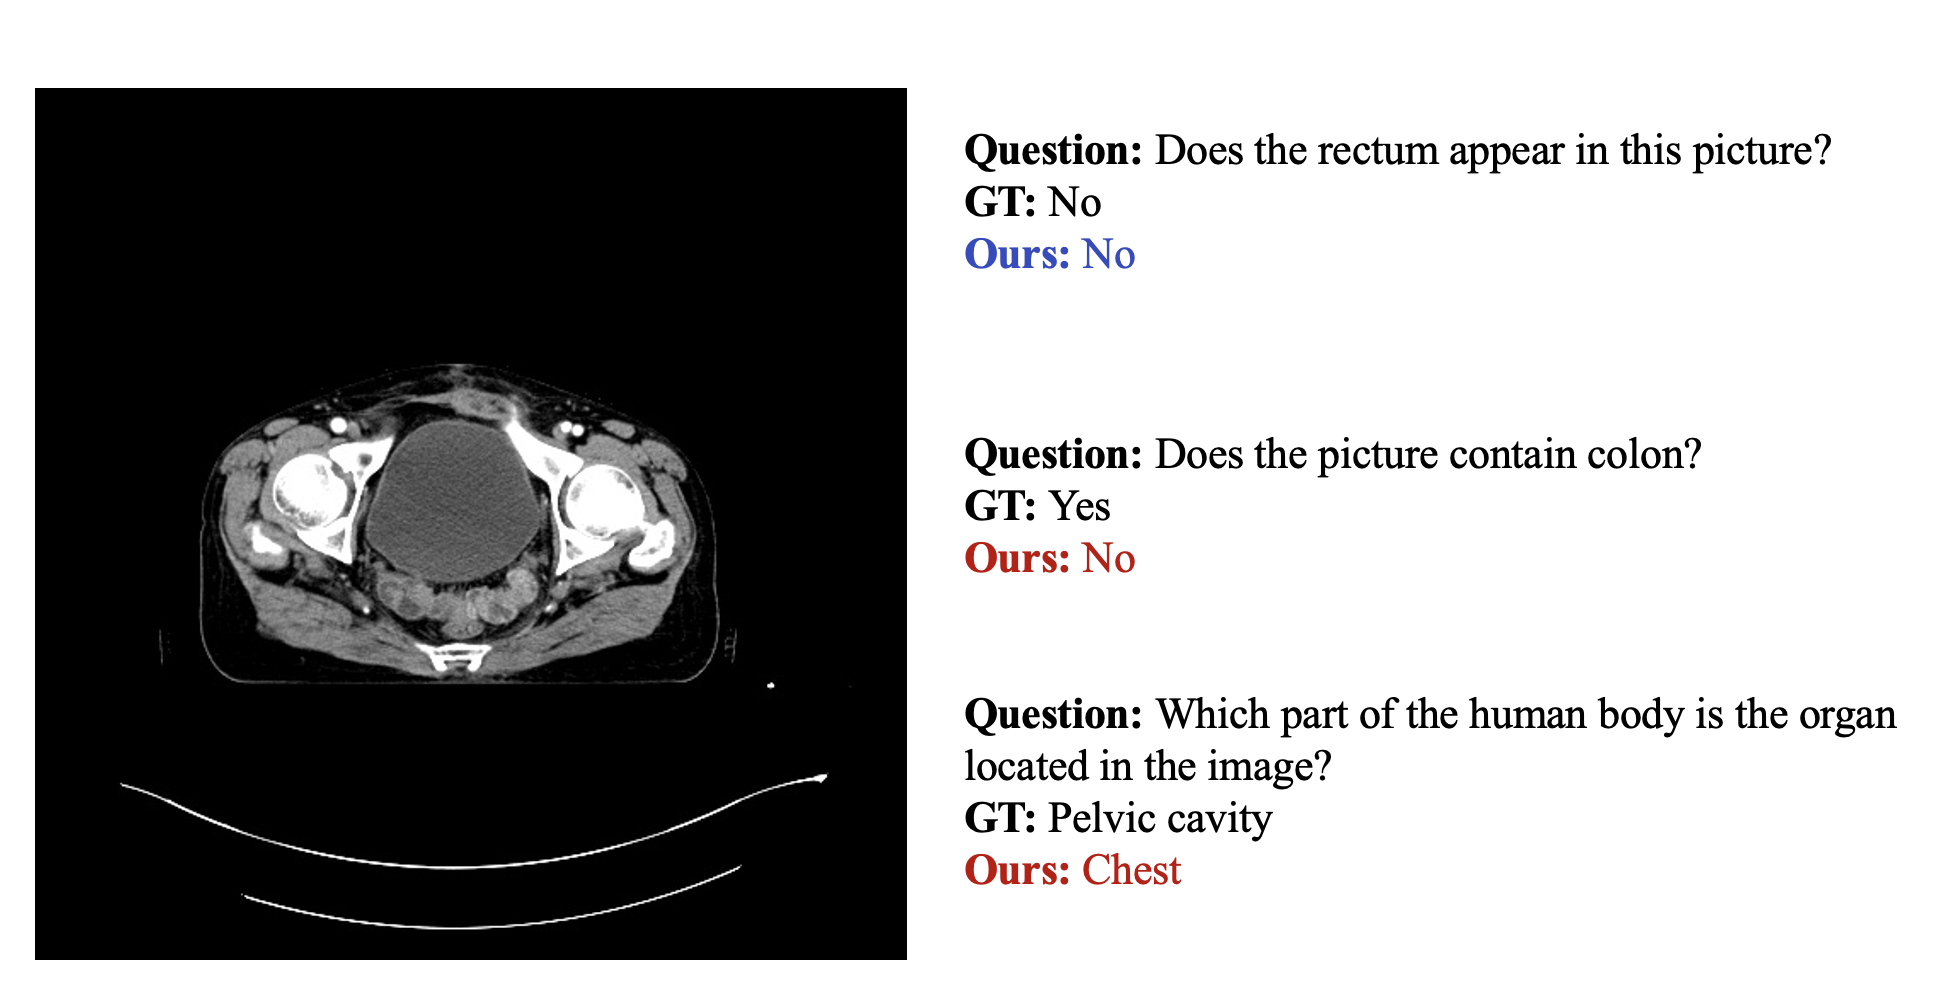 Question: Does the rectum appear in this picture?
GT: No
Ours: No
Question: Does the picture contain colon?
GT: Yes
Ours: No
Question: Which part of the human body is the organ
located in the image?
GT: Pelvic cavity
Ours: Chest